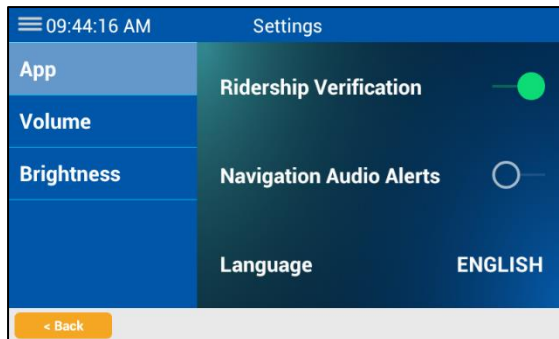 09:44:16 AM
Settings
App
Volume
Brightness
Ridership Verification
Navigation Audio Alerts
Language
ENGLISH
< Back